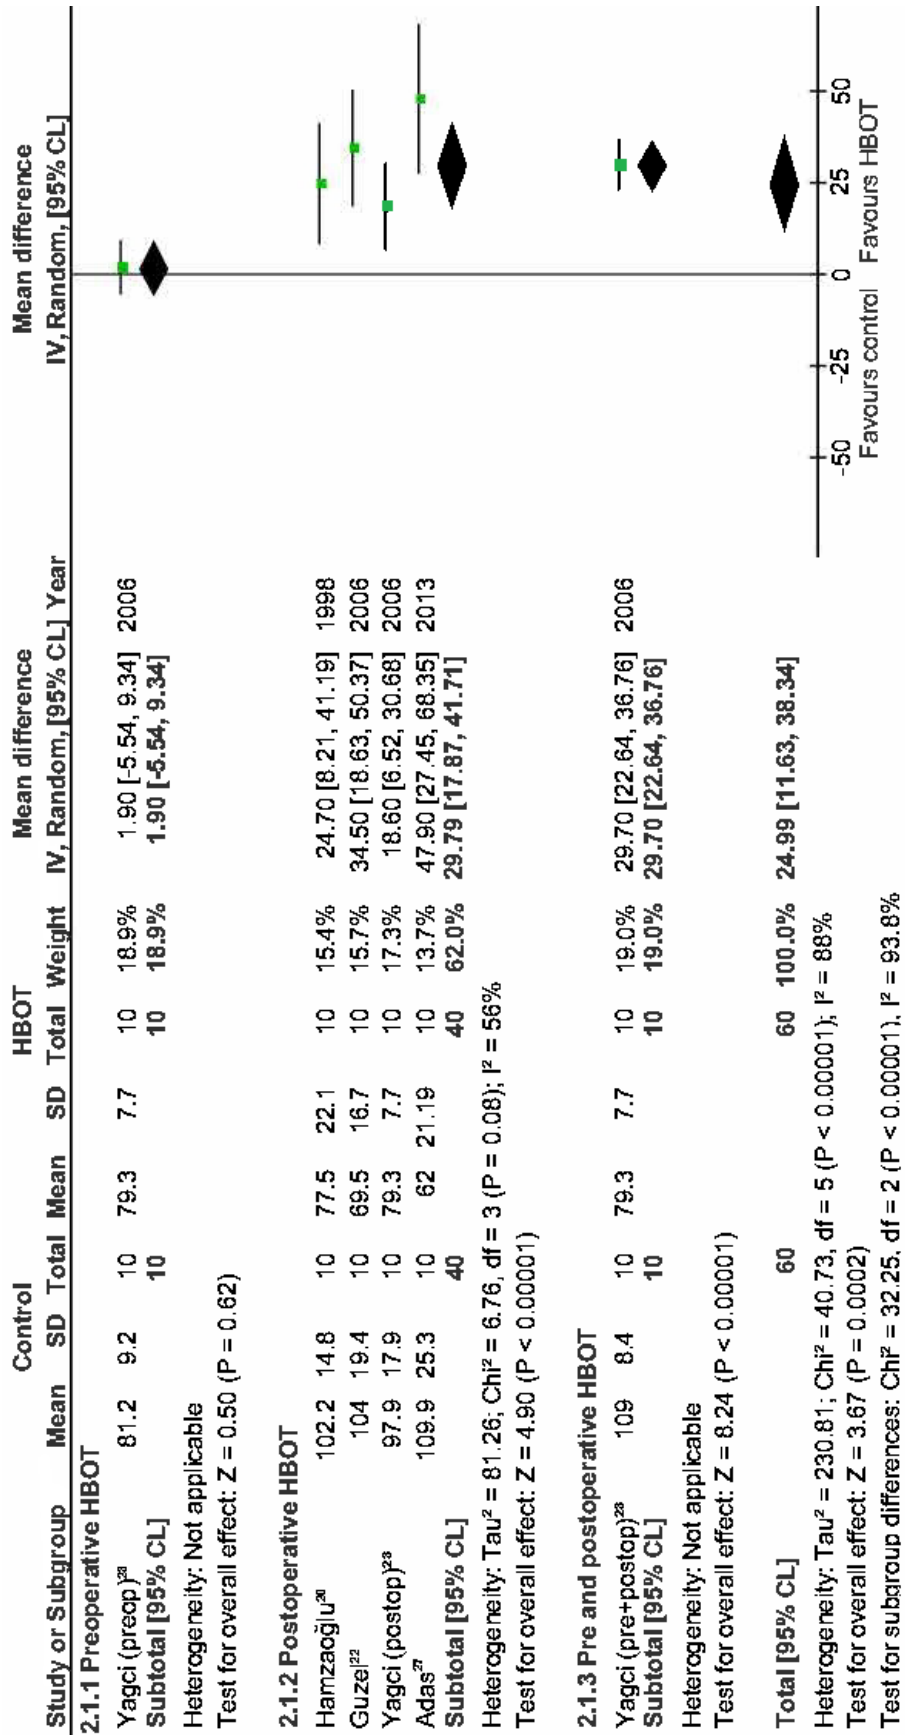 Control HBOT Mean difference Mean difference
Study or Subgroup Mean SD Total Mean SD Total Weight IV, Random, [95% CL] Year IV, Random, [95% CL]
2.1.1 Preoperative HBOT
Yagci (preop)²³ 81.2 9.2 10 79.3 7.7 10 18.9% 1.90 [-5.54, 9.34] 2006
Subtotal [95% CL] 10 10 18.9% 1.90 [-5.54, 9.34]
Heterogeneity: Not applicable
Test for overall effect: Z = 0.50 (P = 0.62)
2.1.2 Postoperative HBOT
Hamzaoğlu²⁰ 102.2 14.8 10 77.5 22.1 10 15.4% 24.70 [8.21, 41.19] 1998
Guzel²² 104 19.4 10 69.5 16.7 10 15.7% 34.50 [18.63, 50.37] 2006
Yagci (postop)²³ 97.9 17.9 10 79.3 7.7 10 17.3% 18.60 [6.52, 30.68] 2006
Adas²⁷ 109.9 25.3 10 62 21.19 10 13.7% 47.90 [27.45, 68.35] 2013
Subtotal [95% CL] 40 40 62.0% 29.79 [17.87, 41.71]
Heterogeneity: Tau² = 81.26; Chi² = 6.76, df = 3 (P = 0.08); I² = 56%
Test for overall effect: Z = 4.90 (P < 0.00001)
2.1.3 Pre and postoperative HBOT
Yagci (pre+postop)²³ 109 8.4 10 79.3 7.7 10 19.0% 29.70 [22.64, 36.76] 2006
Subtotal [95% CL] 10 10 19.0% 29.70 [22.64, 36.76]
Heterogeneity: Not applicable
Test for overall effect: Z = 8.24 (P < 0.00001)
Total [95% CL] 60 60 100.0% 24.99 [11.63, 38.34]
Heterogeneity: Tau² = 230.81; Chi² = 40.73, df = 5 (P < 0.00001); I² = 88%
Test for overall effect: Z = 3.67 (P = 0.0002)
Test for subgroup differences: Chi² = 32.25, df = 2 (P < 0.00001), I² = 93.8%
-50 -25 0 25 50
Favours control Favours HBOT